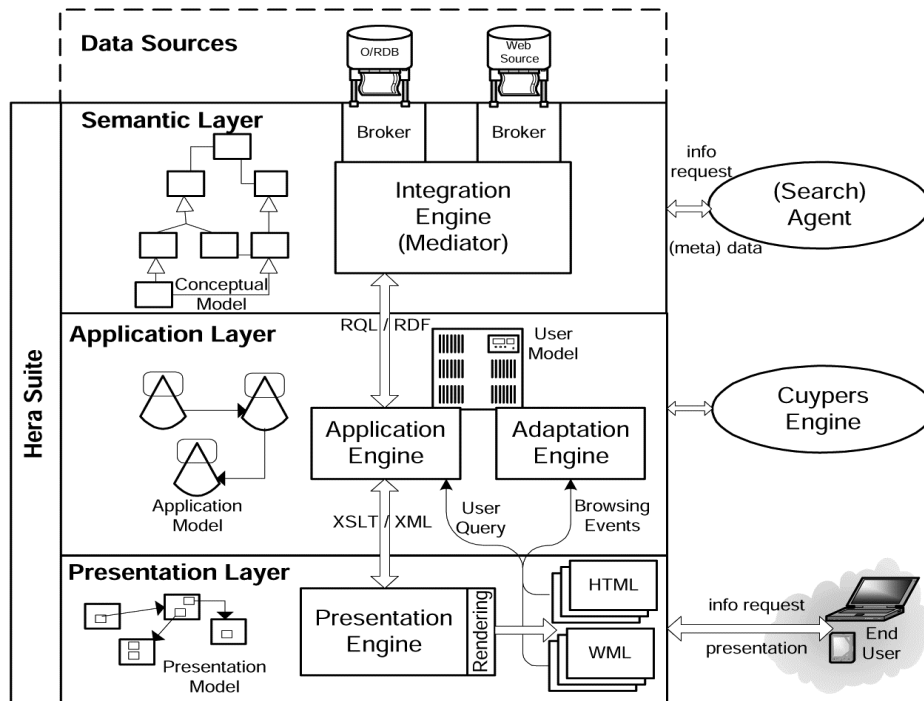 Data Sources
O/RDB
Web
Source
Hera Suite
Semantic Layer
Broker
Broker
Integration
Engine
(Mediator)
Conceptual
Model
info
request
(Search)
Agent
(meta) data
RQL / RDF
Application Layer
User
Model
Application
Engine
Adaptation
Engine
Cuypers
Engine
Application
Model
XSLT / XML
User
Query
Browsing
Events
Presentation Layer
Presentation
Engine
Rendering
HTML
WML
Presentation
Model
info request
presentation
End
User